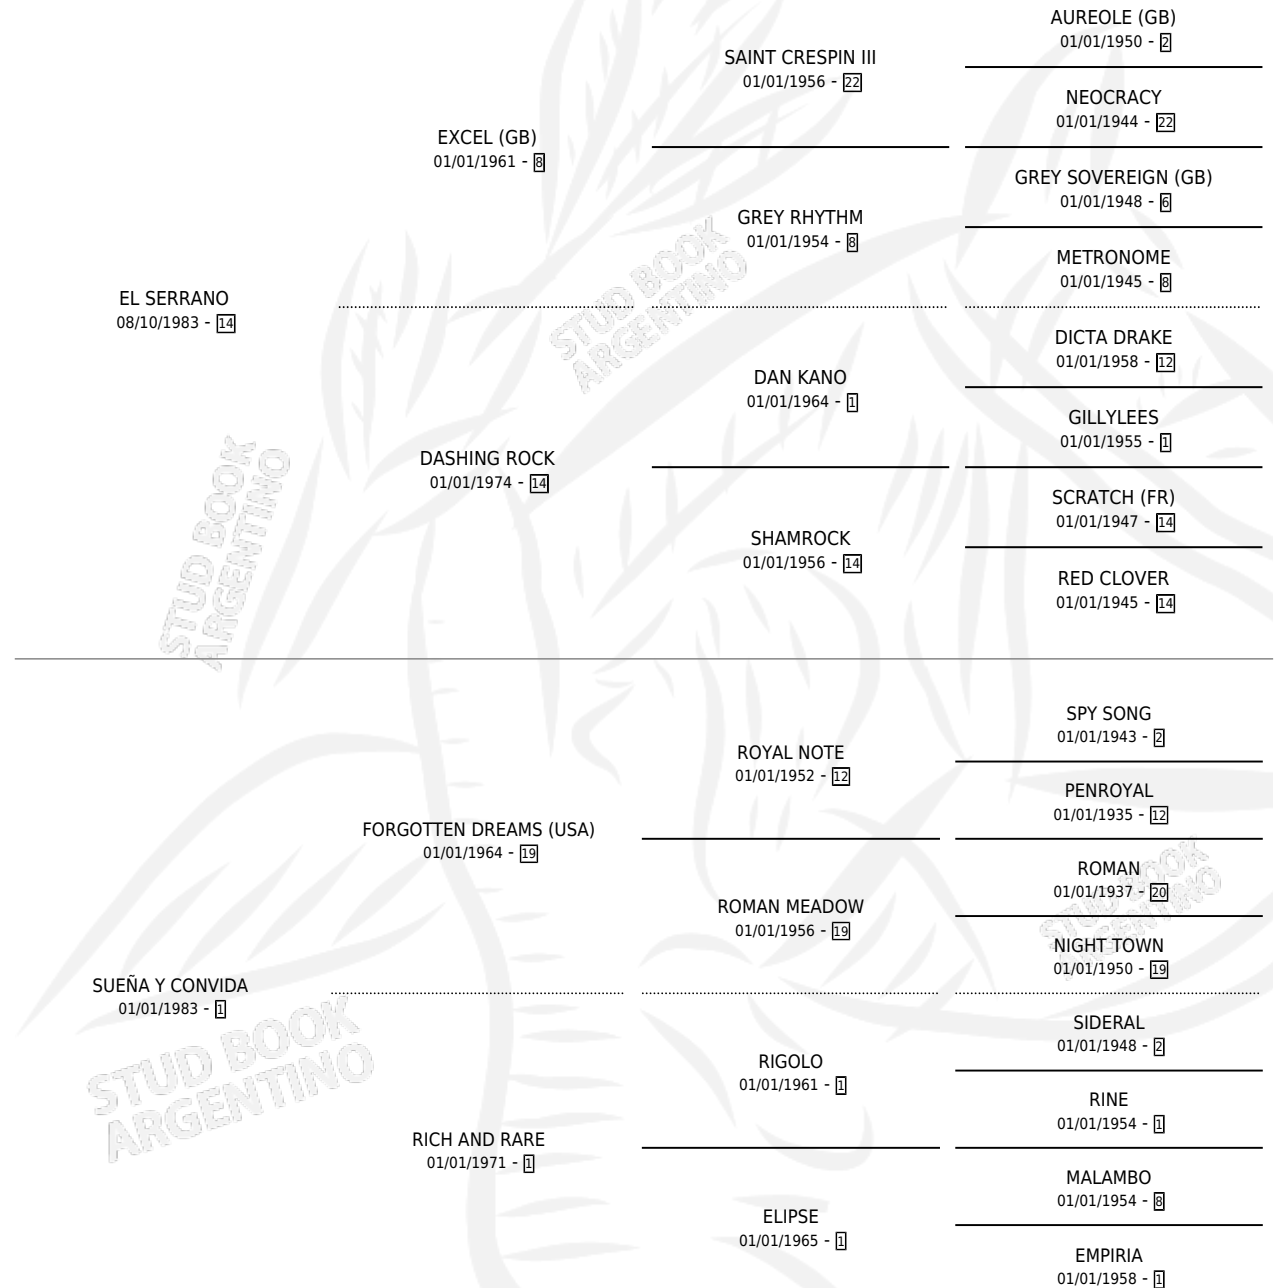 AUREOLE (GB)
01/01/1950 - 2
SAINT CRESPIN III
01/01/1956 - 22
NEOCRACY
01/01/1944 - 22
EXCEL (GB)
01/01/1961 - 8
GREY SOVEREIGN (GB)
01/01/1948 - 6
GREY RHYTHM
01/01/1954 - 8
METRONOME
01/01/1945 - 8
EL SERRANO
08/10/1983 - 14
DICTA DRAKE
01/01/1958 - 12
DAN KANO
01/01/1964 - 1
GILLYLEES
01/01/1955 - 1
DASHING ROCK
01/01/1974 - 14
SCRATCH (FR)
01/01/1947 - 14
SHAMROCK
01/01/1956 - 14
RED CLOVER
01/01/1945 - 14
SPY SONG
01/01/1943 - 2
ROYAL NOTE
01/01/1952 - 12
PENROYAL
01/01/1935 - 12
FORGOTTEN DREAMS (USA)
01/01/1964 - 19
ROMAN
01/01/1937 - 20
ROMAN MEADOW
01/01/1956 - 19
NIGHT TOWN
01/01/1950 - 19
SUEÑA Y CONVIDA
01/01/1983 - 1
SIDERAL
01/01/1948 - 2
RIGOLO
01/01/1961 - 1
RINE
01/01/1954 - 1
RICH AND RARE
01/01/1971 - 1
MALAMBO
01/01/1954 - 8
ELIPSE
01/01/1965 - 1
EMPIRIA
01/01/1958 - 1
STUD BOOK
ARGENTINO
STUD BOOK
ARGENTINO
STUD BOOK
ARGENTINO
STUD BOOK
ARGENTINO